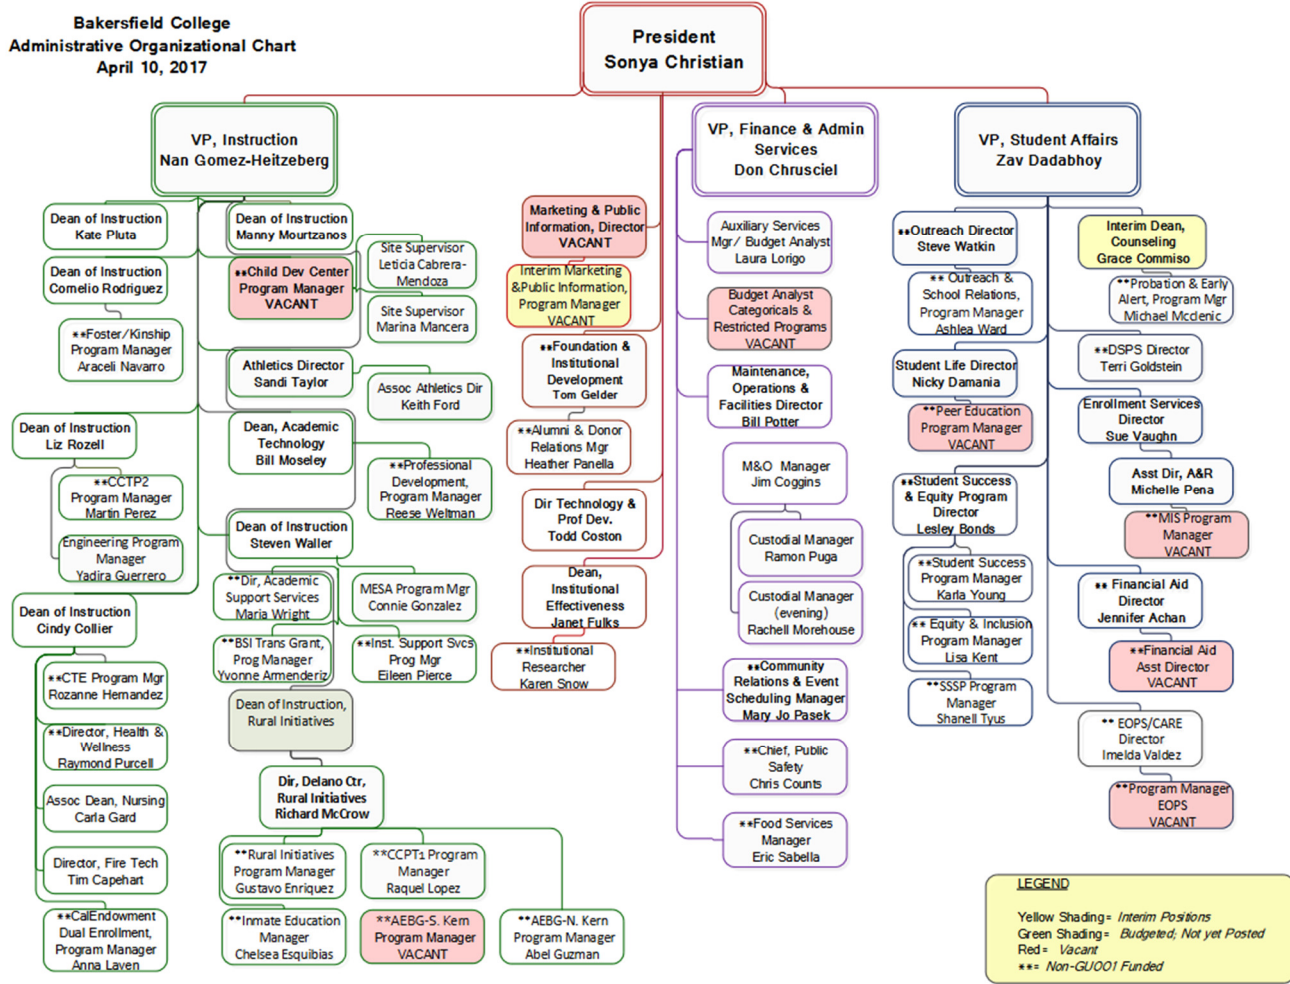 Bakersfield College
Administrative Organizational Chart
April 10, 2017
President
Sonya Christian
VP, Instruction
Nan Gomez-Heitzeberg
Dean of Instruction
Kate Pluta
Dean of Instruction
Cornelio Rodriguez
**Foster/Kinship
Program Manager
Araceli Navarro
Dean of Instruction
Liz Rozell
**CCTP2
Program Manager
Martin Perez
Engineering Program
Manager
Yadira Guerrero
Dean of Instruction
Cindy Collier
**CTE Program Mgr
Rozanne Hernandez
**Director, Health &
Wellness
Raymond Purcell
Assoc Dean, Nursing
Carla Gard
Director, Fire Tech
Tim Capehart
**CalEndowment
Dual Enrollment,
Program Manager
Anna Laven
Dean of Instruction
Manny Mourtzanos
**Child Dev Center
Program Manager
VACANT
Site Supervisor
Leticia Cabrera-
Mendoza
Site Supervisor
Marina Mancera
Athletics Director
Sandi Taylor
Assoc Athletics Dir
Keith Ford
Dean, Academic
Technology
Bill Moseley
**Professional
Development,
Program Manager
Reese Weltman
Dean of Instruction
Steven Waller
**Dir, Academic
Support Services
Maria Wright
MESA Program Mgr
Connie Gonzalez
**BSI Trans Grant,
Prog Manager
Yvonne Armenderiz
**Inst. Support Svcs
Prog Mgr
Eileen Pierce
Dean of Instruction,
Rural Initiatives
Dir, Delano Ctr,
Rural Initiatives
Richard McCrow
**Rural Initiatives
Program Manager
Gustavo Enriquez
**CCPT1 Program
Manager
Raquel Lopez
**Inmate Education
Manager
Chelsea Esquibias
**AEBG-S. Kern
Program Manager
VACANT
**AEBG-N. Kern
Program Manager
Abel Guzman
Marketing & Public
Information, Director
VACANT
Interim Marketing
&Public Information,
Program Manager
VACANT
**Foundation &
Institutional
Development
Tom Gelder
**Alumni & Donor
Relations Mgr
Heather Panella
Dir Technology &
Prof Dev.
Todd Coston
Dean,
Institutional
Effectiveness
Janet Fulks
**Institutional
Researcher
Karen Snow
VP, Finance & Admin
Services
Don Chrusciel
Auxiliary Services
Mgr/ Budget Analyst
Laura Lorigo
Budget Analyst
Categoricals &
Restricted Programs
VACANT
Maintenance,
Operations &
Facilities Director
Bill Potter
M&O Manager
Jim Coggins
Custodial Manager
Ramon Puga
Custodial Manager
(evening)
Rachell Morehouse
**Community
Relations & Event
Scheduling Manager
Mary Jo Pasek
**Chief, Public
Safety
Chris Counts
**Food Services
Manager
Eric Sabella
VP, Student Affairs
Zav Dadabhoy
**Outreach Director
Steve Watkin
** Outreach &
School Relations,
Program Manager
Ashlea Ward
Student Life Director
Nicky Damania
**Peer Education
Program Manager
VACANT
**Student Success
& Equity Program
Director
Lesley Bonds
**Student Success
Program Manager
Karla Young
** Equity & Inclusion
Program Manager
Lisa Kent
**SSSP Program
Manager
Shanell Tyus
Interim Dean,
Counseling
Grace Commiso
**Probation & Early
Alert, Program Mgr
Michael Mcclenic
**DSPS Director
Terri Goldstein
Enrollment Services
Director
Sue Vaughn
Asst Dir, A&R
Michelle Pena
**MIS Program
Manager
VACANT
** Financial Aid
Director
Jennifer Achan
**Financial Aid
Asst Director
VACANT
** EOPS/CARE
Director
Imelda Valdez
**Program Manager
EOPS
VACANT
LEGEND
Yellow Shading= Interim Positions
Green Shading= Budgeted; Not yet Posted
Red= Vacant
**= Non-GU001 Funded